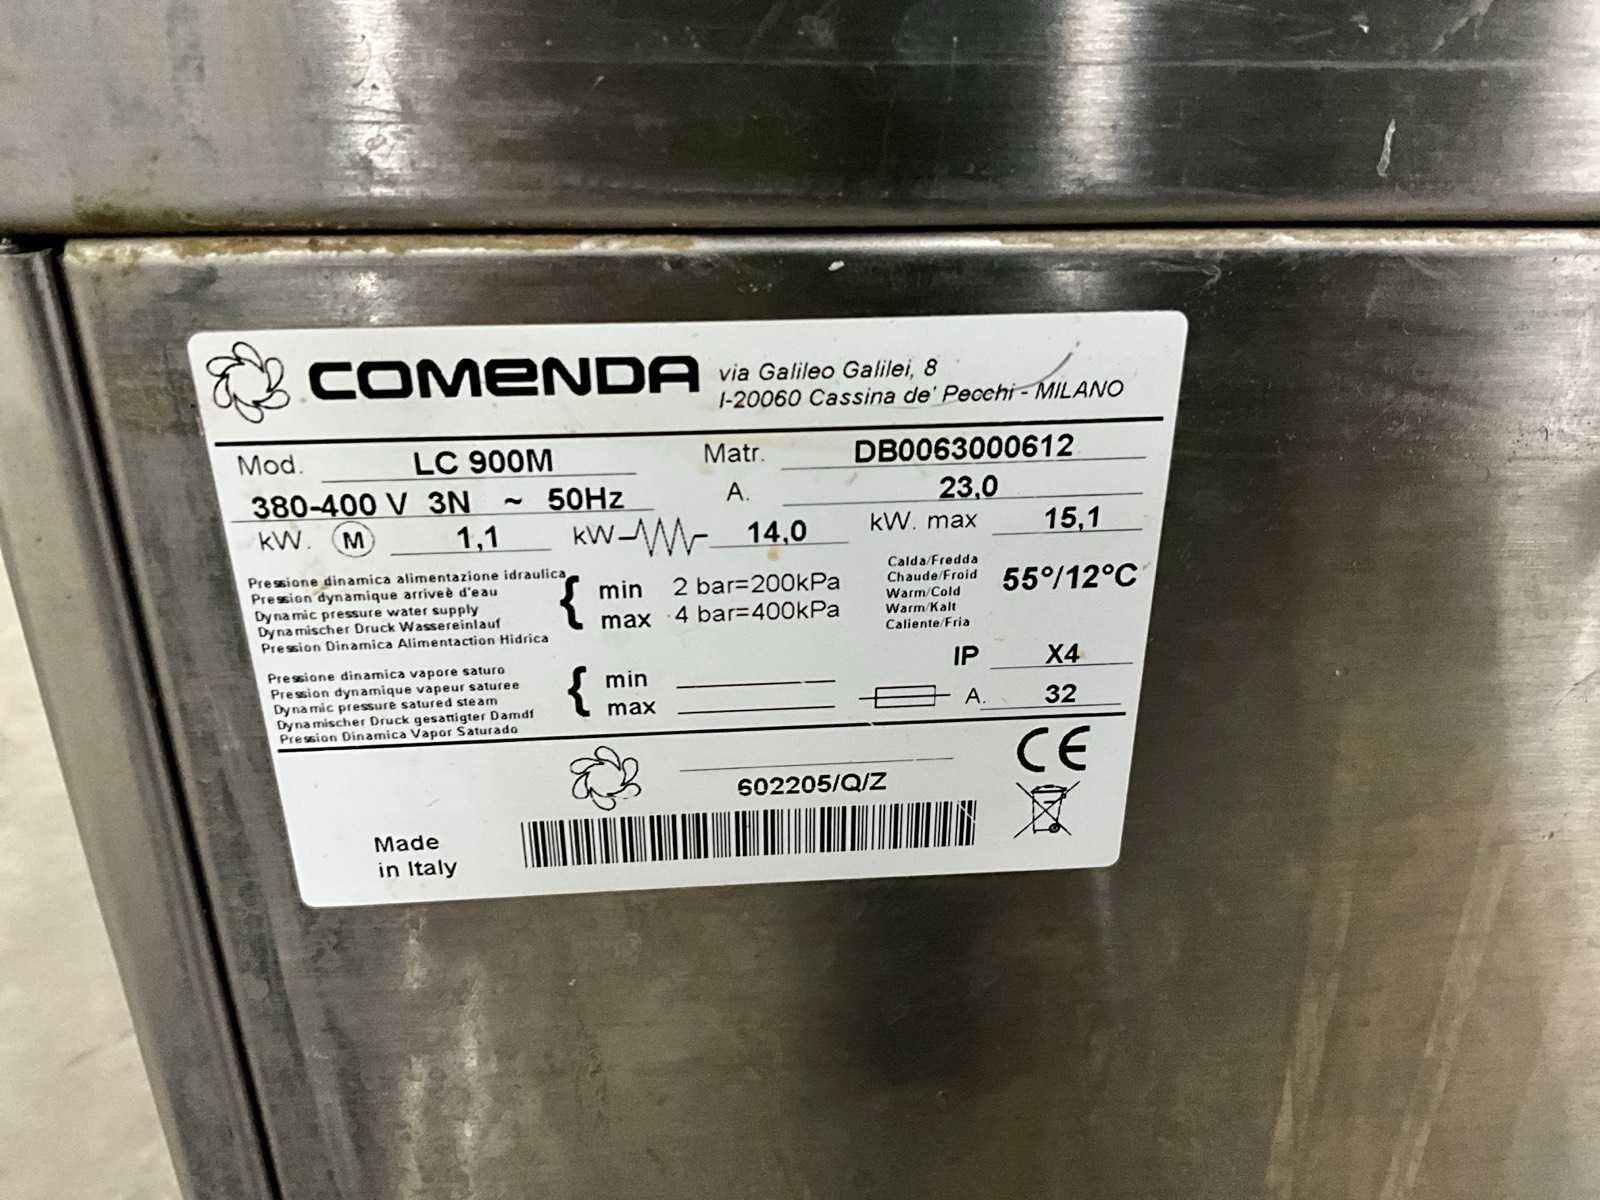 COMENDA
via Galileo Galilei, 8
I-20060 Cassina de' Pecchi - MILANO
Mod. LC 900M Matr. DB0063000612
380-400 V 3N ~ 50Hz A. 23,0
kW. M 1,1 kW 14,0 kW. max 15,1
Pressione dinamica alimentazione idraulica
Pression dynamique arriveè d'eau
Dynamic pressure water supply
Dynamischer Druck Wassereinlauf
Pression Dinamica Alimentaction Hidrica
min 2 bar=200kPa
max 4 bar=400kPa
Calda/Fredda
Chaude/Froid
Warm/Cold
Warm/Kalt
Caliente/Fria
55°/12°C
IP X4
Pressione dinamica vapore saturo
Pression dynamique vapeur saturee
Dynamic pressure satured steam
Dynamischer Druck gesattigter Damdf
Pression Dinamica Vapor Saturado
min
max
A. 32
CE
602205/Q/Z
Made
in Italy